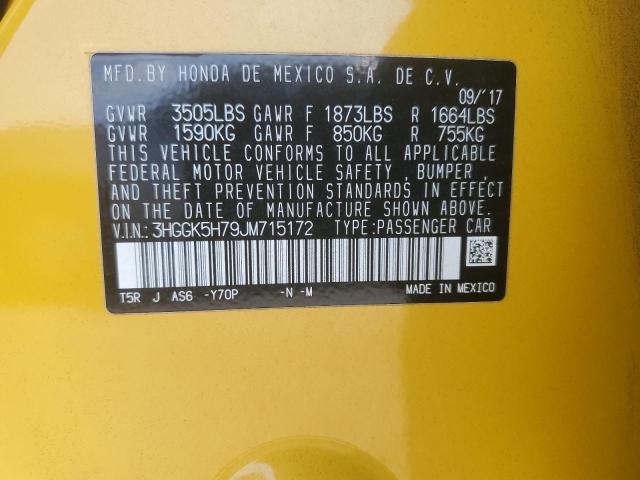 MFD. BY HONDA DE MEXICO S.A. DE C.V.
09/'17
GVWR 3505LBS GAWR F 1873LBS R 1664LBS
GVWR 1590KG GAWR F 850KG R 755KG
THIS VEHICLE CONFORMS TO ALL APPLICABLE
FEDERAL MOTOR VEHICLE SAFETY, BUMPER,
AND THEFT PREVENTION STANDARDS IN EFFECT
ON THE DATE OF MANUFACTURE SHOWN ABOVE.
V.I.N.: 3HGGK5H79JM715172 TYPE:PASSENGER CAR
T5R J AS6 -Y70P -N -M MADE IN MEXICO